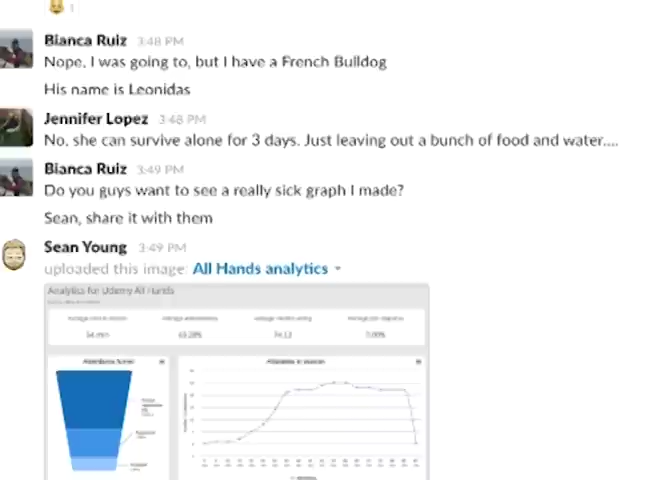 1
Bianca Ruiz 3:48 PM
Nope, I was going to, but I have a French Bulldog
His name is Leonidas
Jennifer Lopez 3:48 PM
No, she can survive alone for 3 days. Just leaving out a bunch of food and water....
Bianca Ruiz 3:49 PM
Do you guys want to see a really sick graph I made?
Sean, share it with them
Sean Young 3:49 PM
uploaded this image: All Hands analytics
Analytics for Udemy All Hands